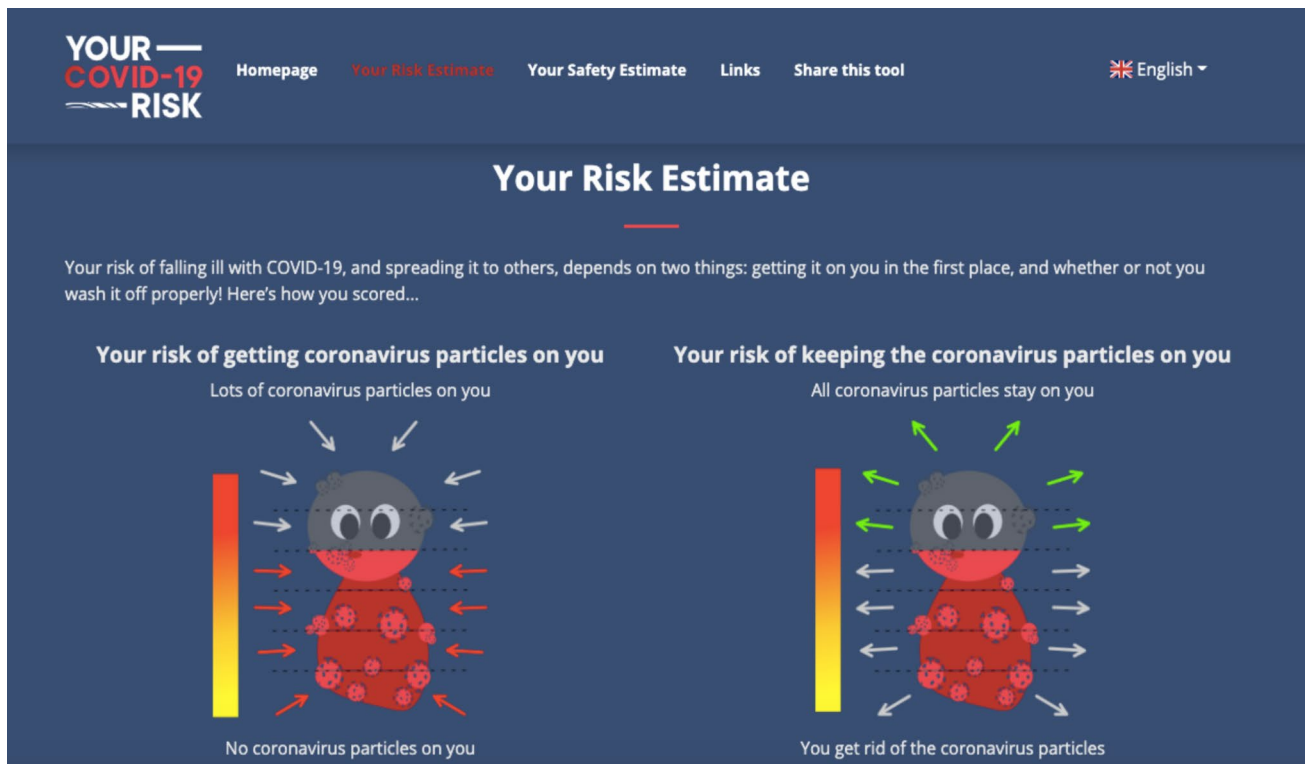 YOUR
COVID-19
RISK
Homepage
Your Risk Estimate
Your Safety Estimate
Links
Share this tool
English
Your Risk Estimate
Your risk of falling ill with COVID-19, and spreading it to others, depends on two things: getting it on you in the first place, and whether or not you
wash it off properly! Here’s how you scored...
Your risk of getting coronavirus particles on you
Lots of coronavirus particles on you
No coronavirus particles on you
Your risk of keeping the coronavirus particles on you
All coronavirus particles stay on you
You get rid of the coronavirus particles